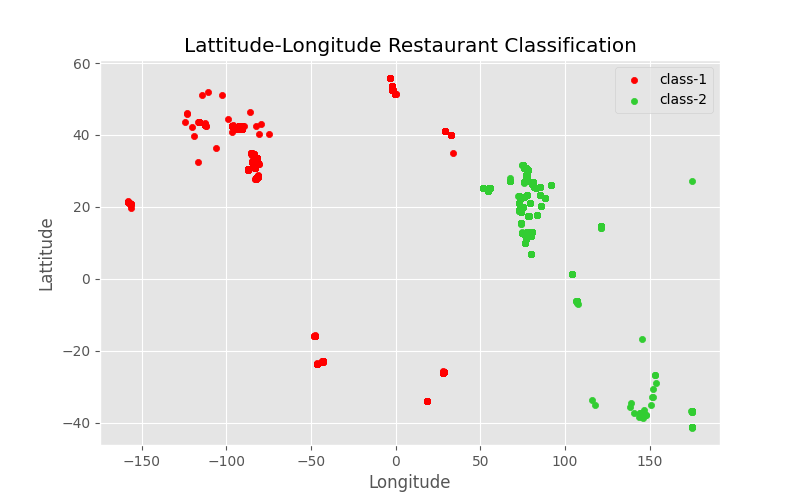 Lattitude-Longitude Restaurant Classification
class-1
class-2
60
40
20
0
−20
−40
Lattitude
−150
−100
−50
0
50
100
150
Longitude